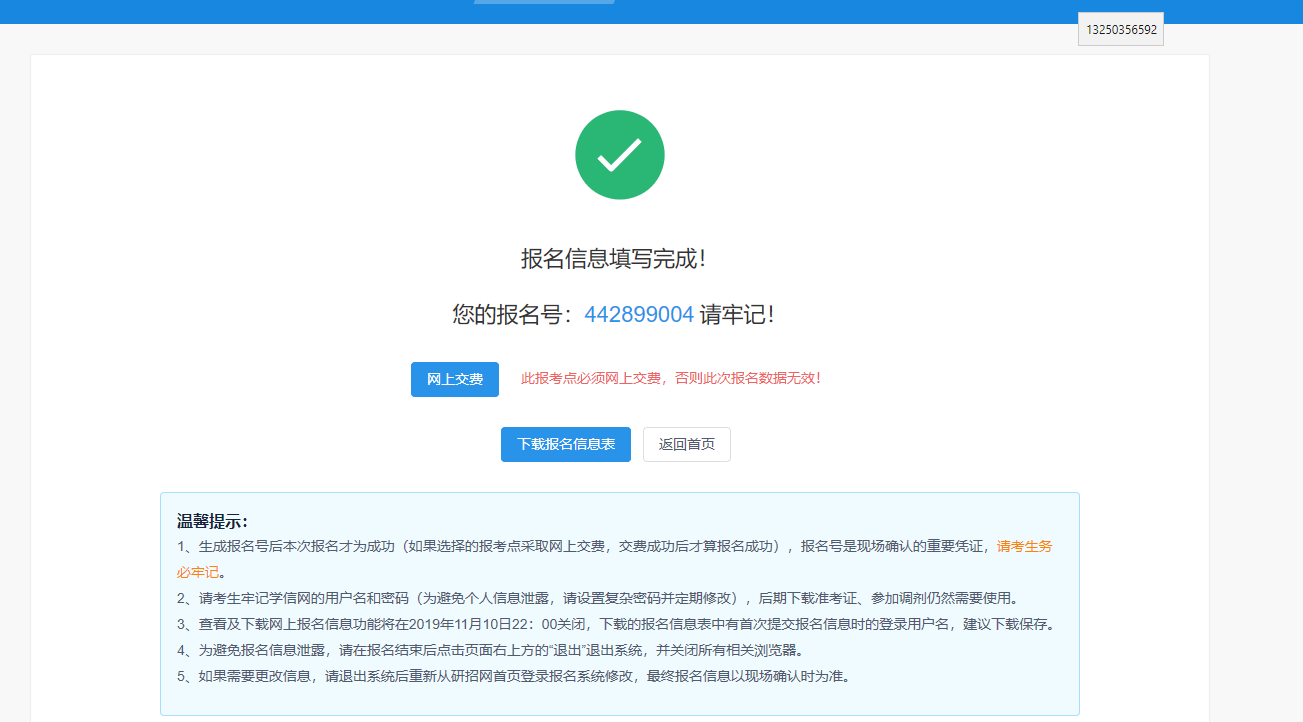 13250356592
报名信息填写完成！
您的报名号：442899004 请牢记！
网上交费 此报考点必须网上交费，否则此次报名数据无效！
下载报名信息表 返回首页
温馨提示：
1、生成报名号后本次报名才为成功（如果选择的报考点采取网上交费，交费成功后才算报名成功），报名号是现场确认的重要凭证，请考生务
必牢记。
2、请考生牢记学信网的用户名和密码（为避免个人信息泄露，请设置复杂密码并定期修改），后期下载准考证、参加调剂仍然需要使用。
3、查看及下载网上报名信息功能将在2019年11月10日22：00关闭，下载的报名信息表中有首次提交报名信息时的登录用户名，建议下载保存。
4、为避免报名信息泄露，请在报名结束后点击页面右上方的“退出”退出系统，并关闭所有相关浏览器。
5、如果需要更改信息，请退出系统后重新从研招网首页登录报名系统修改，最终报名信息以现场确认时为准。